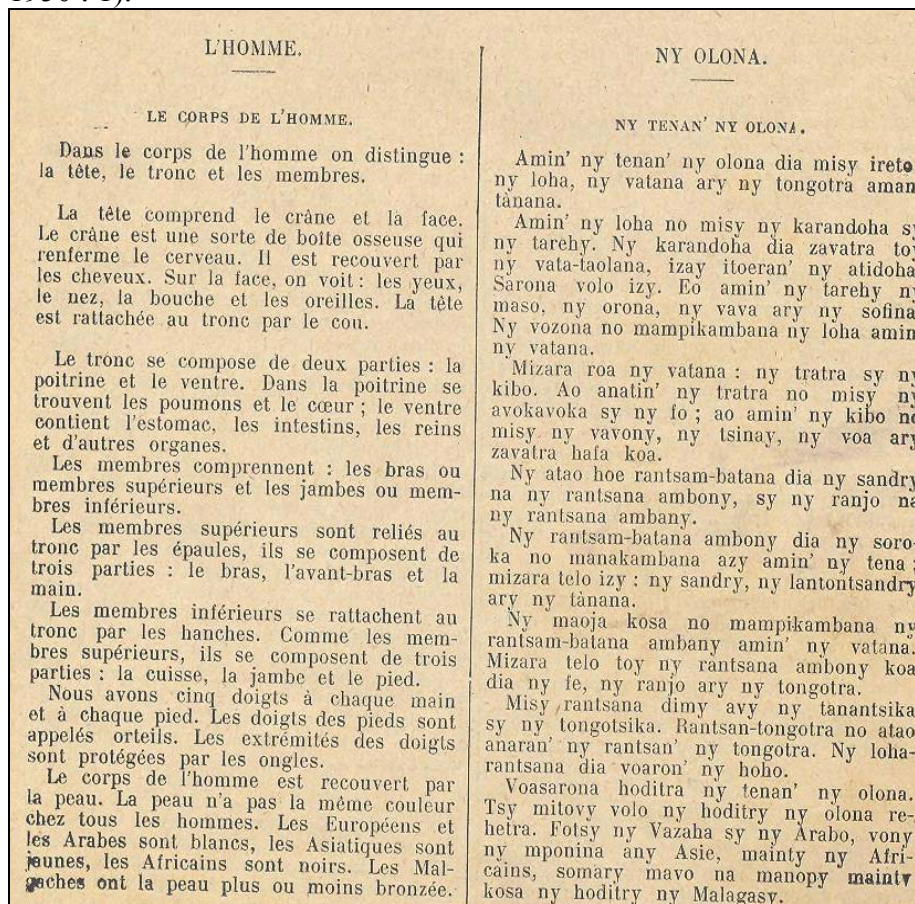 L'HOMME.
LE CORPS DE L'HOMME.
Dans le corps de l'homme on distingue :
la tête, le tronc et les membres.
La tête comprend le crâne et la face.
Le crâne est une sorte de boîte osseuse qui
renferme le cerveau. Il est recouvert par
les cheveux. Sur la face, on voit : les yeux,
le nez, la bouche et les oreilles. La tête
est rattachée au tronc par le cou.
Le tronc se compose de deux parties : la
poitrine et le ventre. Dans la poitrine se
trouvent les poumons et le cœur ; le ventre
contient l'estomac, les intestins, les reins
et d'autres organes.
Les membres comprennent : les bras ou
membres supérieurs et les jambes ou mem-
bres inférieurs.
Les membres supérieurs sont reliés au
tronc par les épaules, ils se composent de
trois parties : le bras, l'avant-bras et la
main.
Les membres inférieurs se rattachent au
tronc par les hanches. Comme les mem-
bres supérieurs, ils se composent de trois
parties : la cuisse, la jambe et le pied.
Nous avons cinq doigts à chaque main
et à chaque pied. Les doigts des pieds sont
appelés orteils. Les extrémités des doigts
sont protégées par les ongles.
Le corps de l'homme est recouvert par
la peau. La peau n'a pas la même couleur
chez tous les hommes. Les Européens et
les Arabes sont blancs, les Asiatiques sont
jaunes, les Africains sont noirs. Les Mal-
gaches ont la peau plus ou moins bronzée.
NY OLONA.
NY TENAN' NY OLONA.
Amin' ny tenan' ny olona dia misy ireto
ny loha, ny vatana ary ny tongotra aman
tànana.
Amin' ny loha no misy ny karandoha sy
ny tarehy. Ny karandoha dia zavatra toy
ny vata-taolana, izay itoeran' ny atidoha
Sarona volo izy. Eo amin' ny tarehy ny
maso, ny orona, ny vava ary ny sofina
Ny vozona no mampikambana ny loha amin
ny vatana.
Mizara roa ny vatana : ny tratra sy ny
kibo. Ao anatin' ny tratra no misy ny
avokavoka sy ny fo ; ao amin' ny kibo no
misy ny vavony, ny tsinay, ny voa ary
zavatra hafa koa.
Ny atao hoe rantsam-batana dia ny sandry
na ny rantsana ambony, sy ny ranjo na
ny rantsana ambany.
Ny rantsam-batana ambony dia ny soro-
ka no manakambana azy amin' ny tena ;
mizara telo izy : ny sandry, ny lantontsandry
ary ny tànana.
Ny maoja kosa no mampikambana ny
rantsam-batana ambany amin' ny vatana.
Mizara telo toy ny rantsana ambony koa
dia ny fe, ny ranjo ary ny tongotra.
Misy rantsana dimy avy ny tanantsika
sy ny tongotsika. Rantsan-tongotra no atao
anaran' ny rantsan' ny tongotra. Ny loha-
rantsana dia voaron' ny hoho.
Voasarona hoditra ny tenan' ny olona.
Tsy mitovy volo ny hoditry ny olona re-
hetra. Fotsy ny Vazaha sy ny Arabo, vony
ny mponina any Asie, mainty ny Afri-
cains, somary mavo na manopy mainty
kosa ny hoditry ny Malagasy.